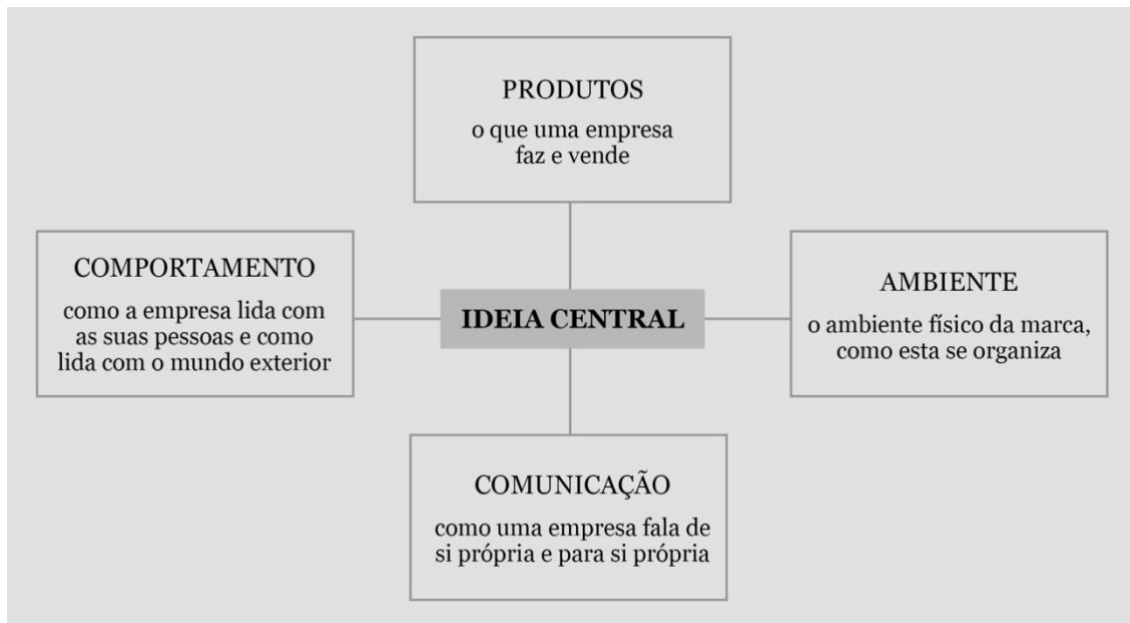 PRODUTOS
o que uma empresa
faz e vende
COMPORTAMENTO
como a empresa lida com
as suas pessoas e como
lida com o mundo exterior
IDEIA CENTRAL
AMBIENTE
o ambiente físico da marca,
como esta se organiza
COMUNICAÇÃO
como uma empresa fala de
si própria e para si própria